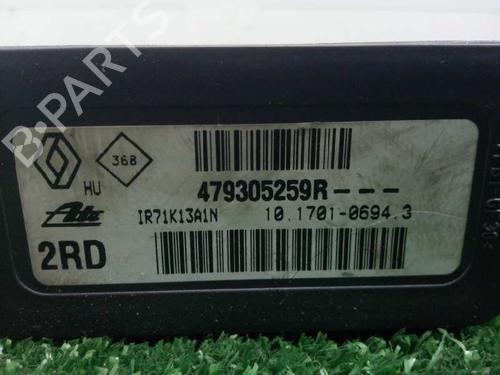 368
HU
479305259R---
Ate
IR71K13A1N 10.1701-0694.3
2RD
B-PARTS